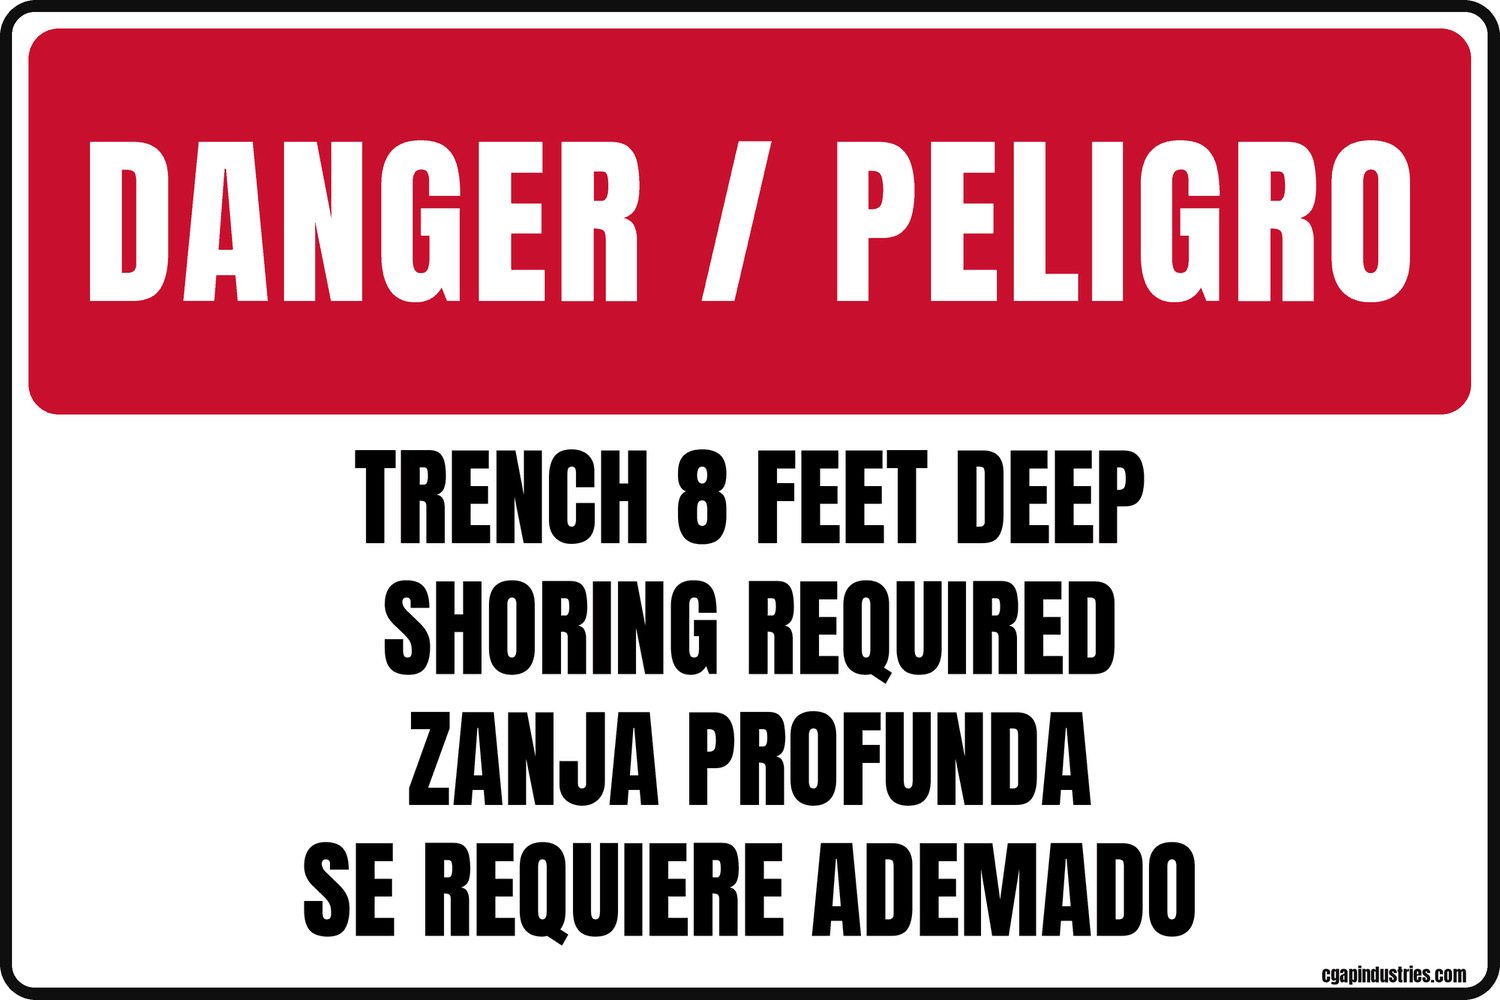 DANGER / PELIGRO
TRENCH 8 FEET DEEP
SHORING REQUIRED
ZANJA PROFUNDA
SE REQUIERE ADEMADO
cgapindustries.com